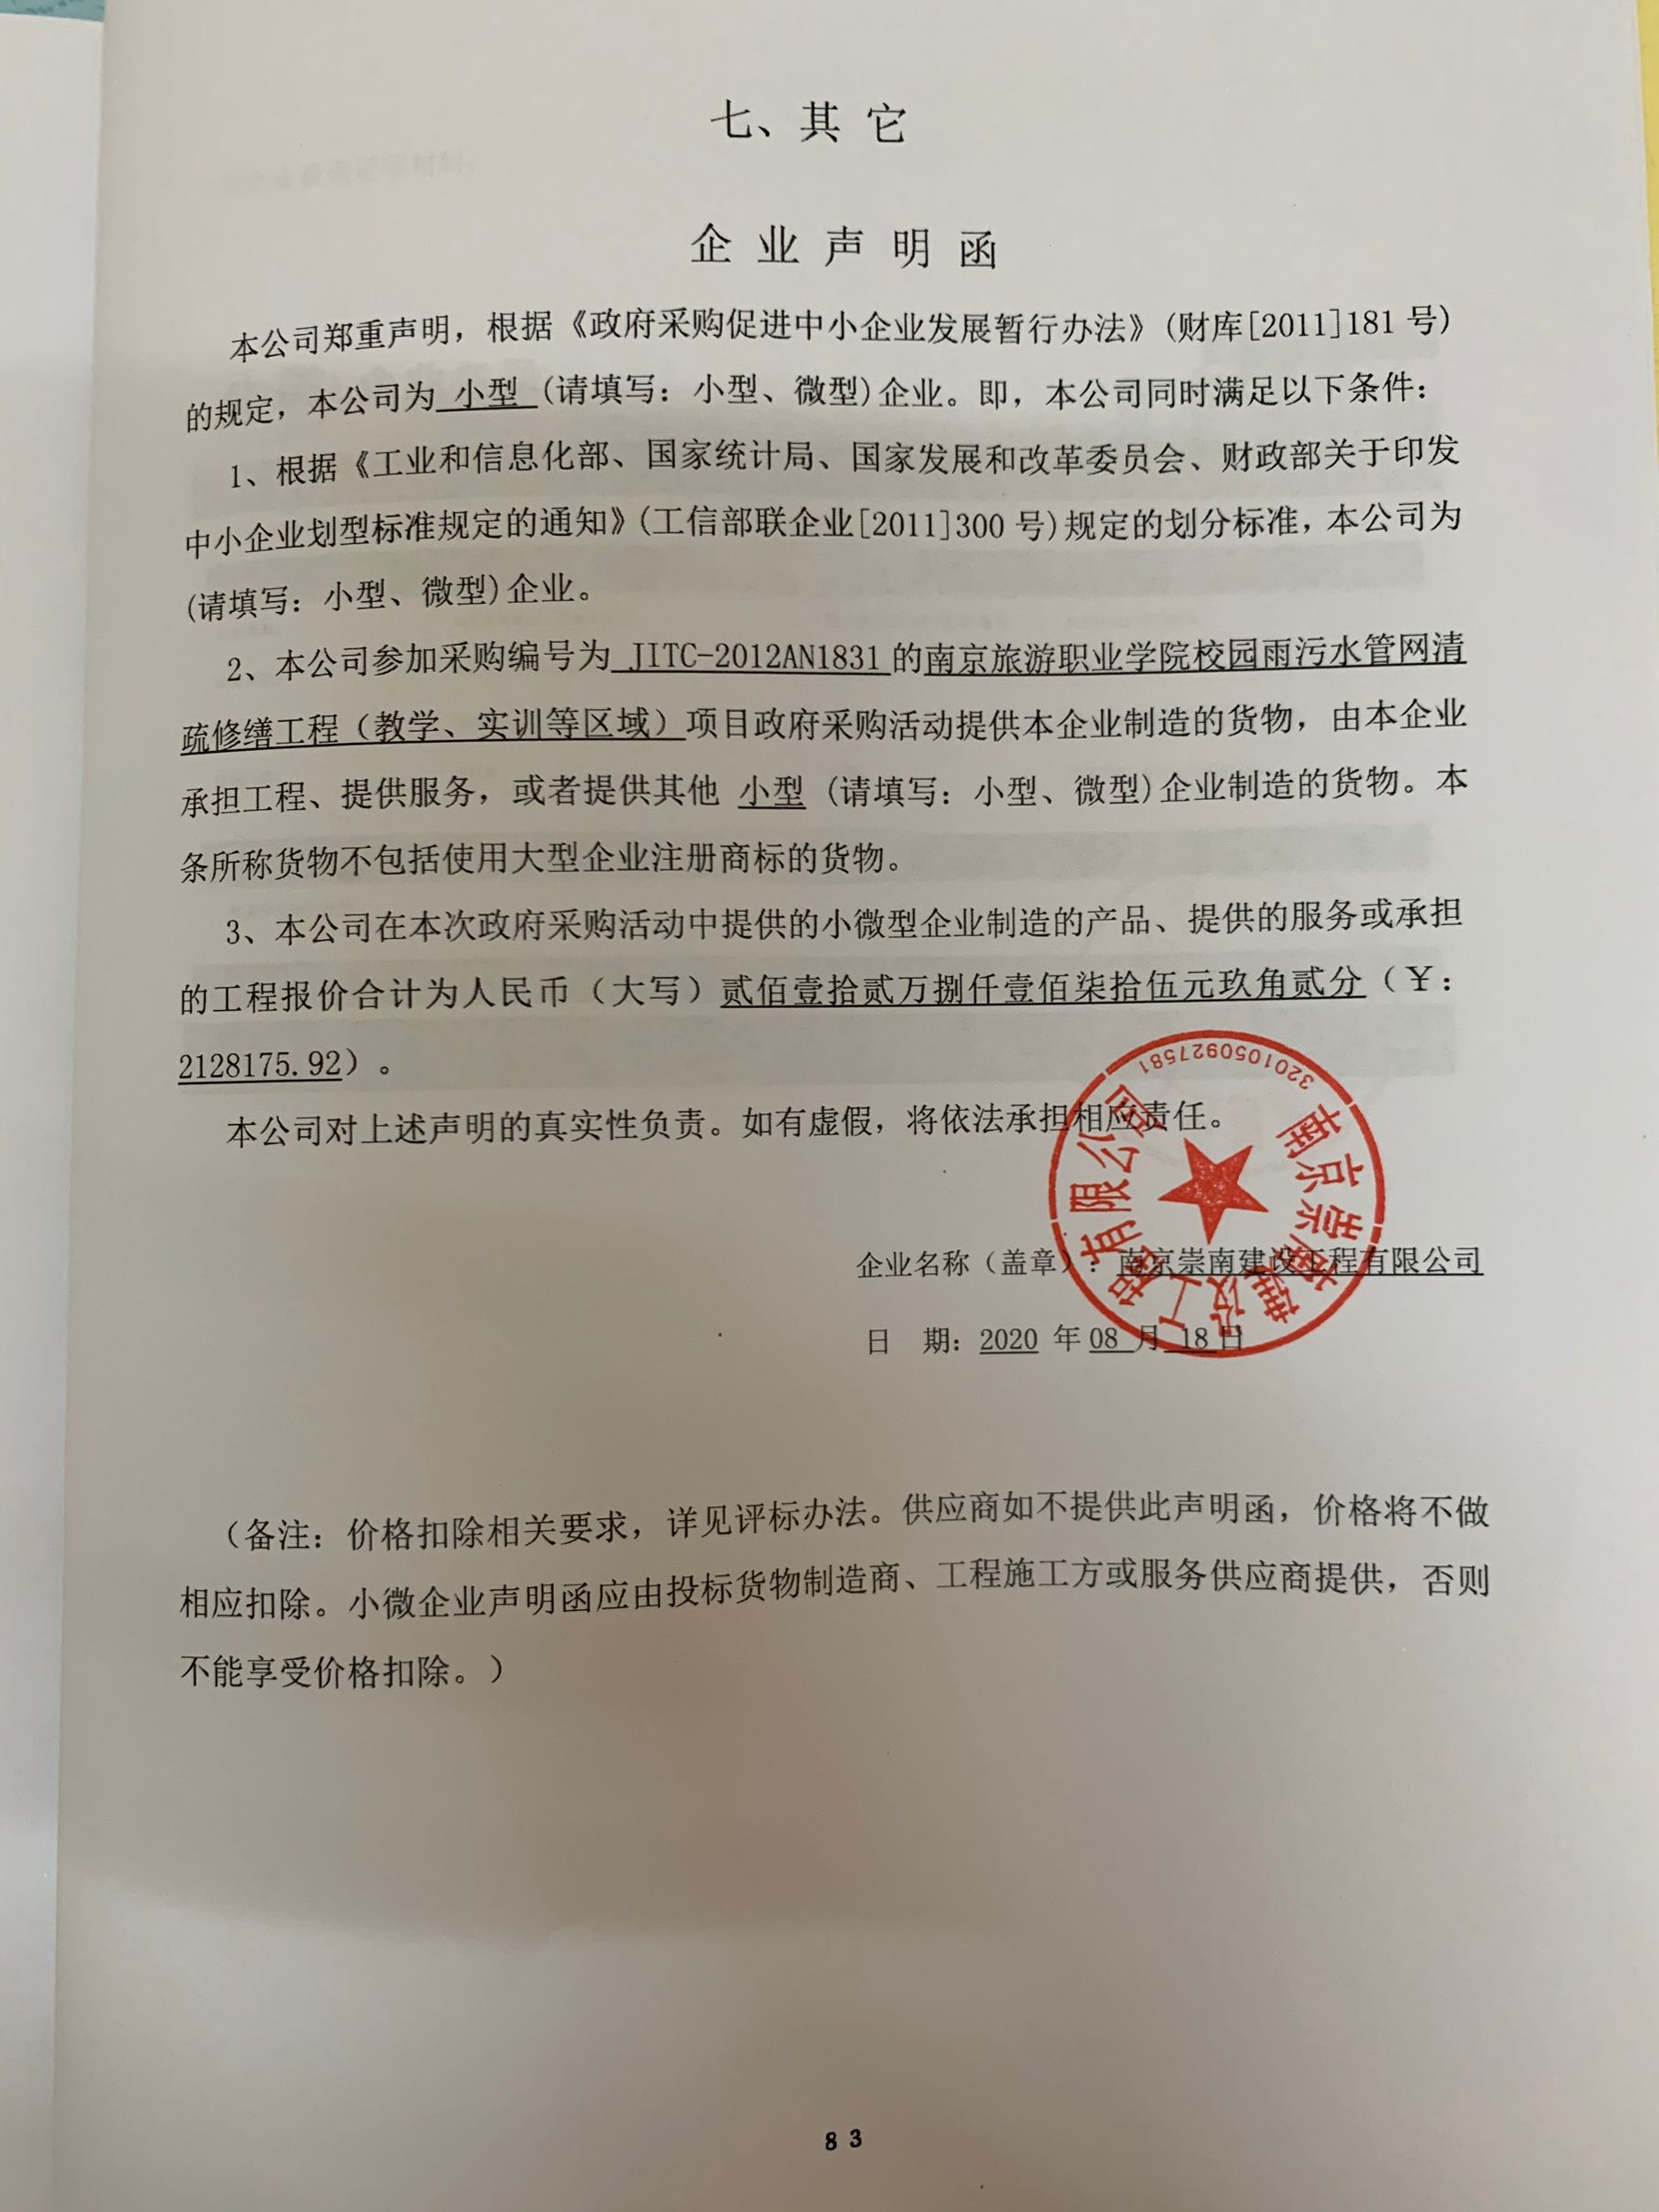 七、其 它
企 业 声 明 函
本公司郑重声明，根据《政府采购促进中小企业发展暂行办法》(财库[2011]181 号)
的规定，本公司为 小型 (请填写：小型、微型)企业。即，本公司同时满足以下条件：
1、根据《工业和信息化部、国家统计局、国家发展和改革委员会、财政部关于印发
中小企业划型标准规定的通知》(工信部联企业[2011]300 号)规定的划分标准，本公司为
(请填写：小型、微型)企业。
2、本公司参加采购编号为 JITC-2012AN1831 的南京旅游职业学院校园雨污水管网清
疏修缮工程（教学、实训等区域）项目政府采购活动提供本企业制造的货物，由本企业
承担工程、提供服务，或者提供其他 小型 (请填写：小型、微型)企业制造的货物。本
条所称货物不包括使用大型企业注册商标的货物。
3、本公司在本次政府采购活动中提供的小微型企业制造的产品、提供的服务或承担
的工程报价合计为人民币（大写）贰佰壹拾贰万捌仟壹佰柒拾伍元玖角贰分（￥：
2128175.92）。
本公司对上述声明的真实性负责。如有虚假，将依法承担相应责任。
企业名称（盖章）：南京崇南建设工程有限公司
日 期：2020 年 08 月 18 日
南京崇南建设工程有限公司
3201050927581
（备注：价格扣除相关要求，详见评标办法。供应商如不提供此声明函，价格将不做
相应扣除。小微企业声明函应由投标货物制造商、工程施工方或服务供应商提供，否则
不能享受价格扣除。）
83